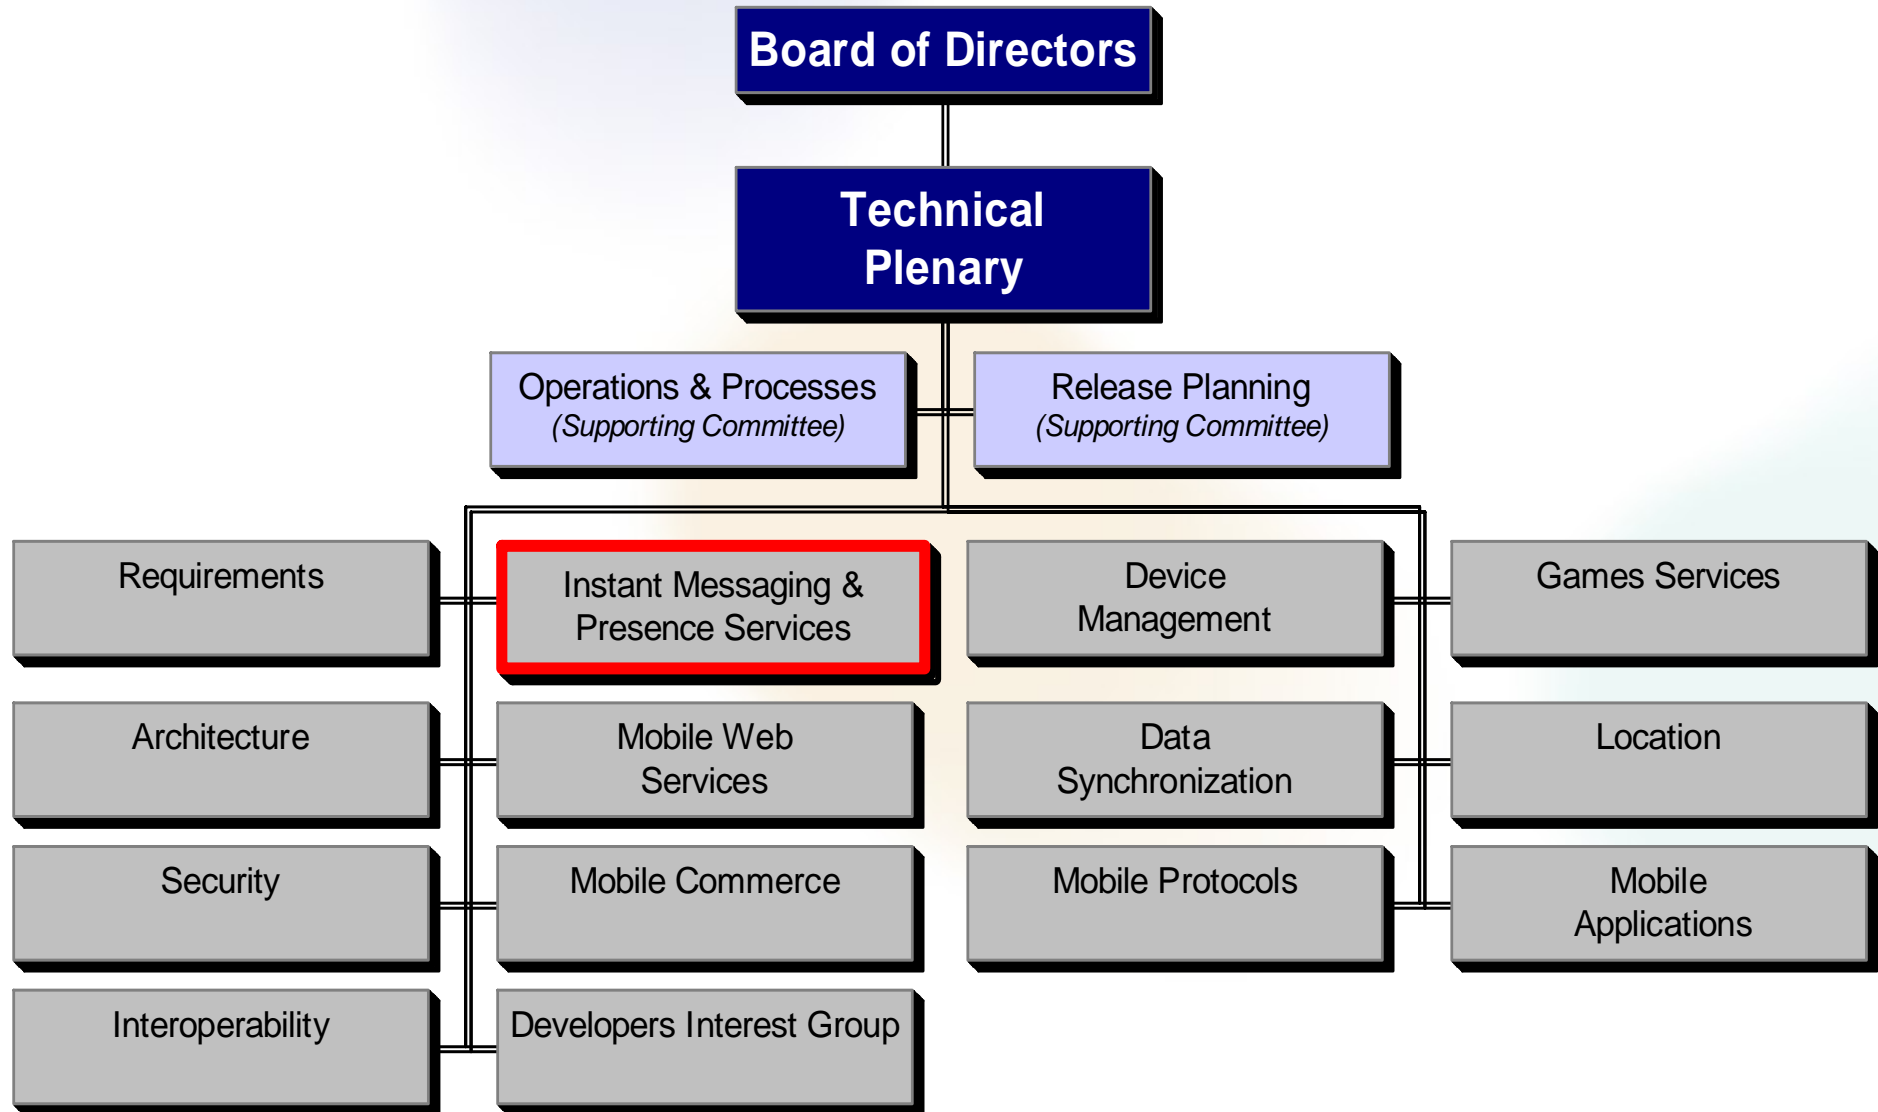 Board of Directors
Technical
Plenary
Operations & Processes
(Supporting Committee)
Release Planning
(Supporting Committee)
Requirements
Instant Messaging &
Presence Services
Device
Management
Games Services
Architecture
Mobile Web
Services
Data
Synchronization
Location
Security
Mobile Commerce
Mobile Protocols
Mobile
Applications
Interoperability
Developers Interest Group